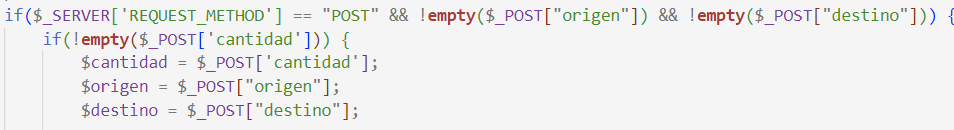 if($_SERVER['REQUEST_METHOD'] == "POST" && !empty($_POST["origen"]) && !empty($_POST["destino"])) {
if(!empty($_POST['cantidad'])) {
$cantidad = $_POST['cantidad'];
$origen = $_POST["origen"];
$destino = $_POST["destino"];